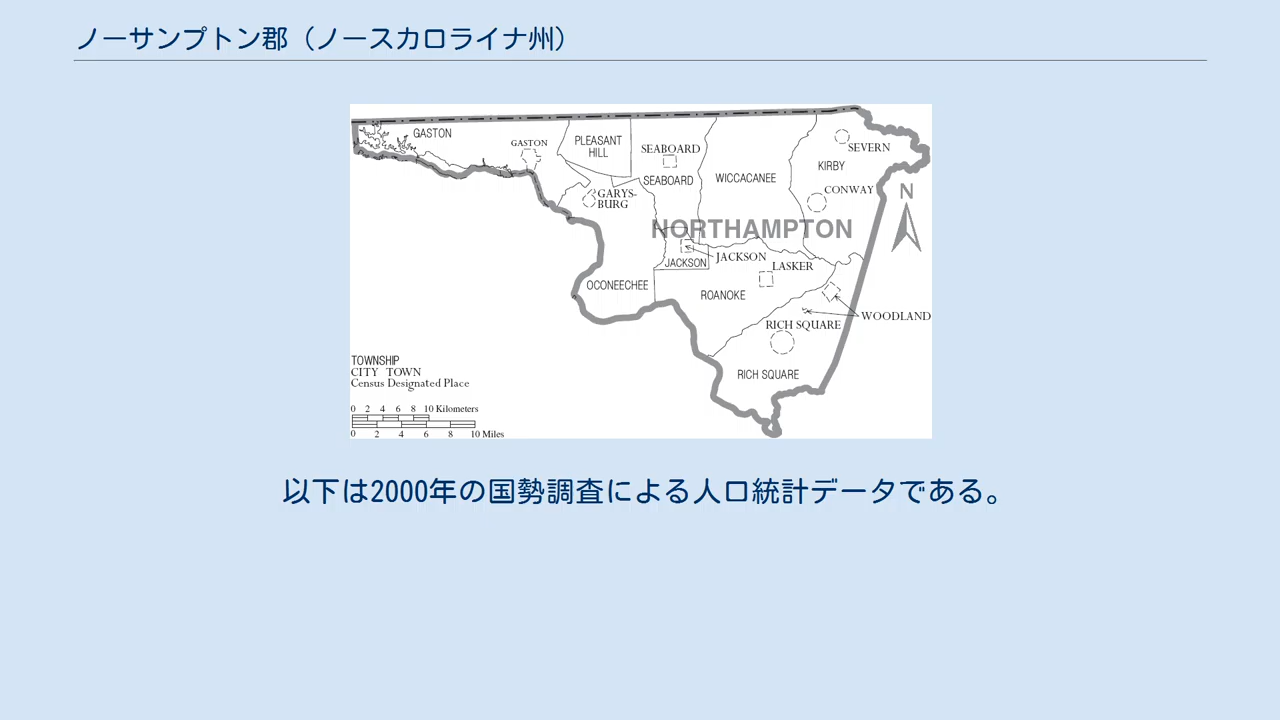 ノーサンプトン郡（ノースカロライナ州）
GASTON
GASTON
PLEASANT
HILL
SEABOARD
SEABOARD
WICCACANEE
SEVERN
KIRBY
CONWAY
GARYS-
BURG
N
NORTHAMPTON
JACKSON
JACKSON
LASKER
OCONEECHEE
ROANOKE
WOODLAND
RICH SQUARE
RICH SQUARE
TOWNSHIP
CITY TOWN
Census Designated Place
0 2 4 6 8 10 Kilometers
0 2 4 6 8 10 Miles
以下は2000年の国勢調査による人口統計データである。